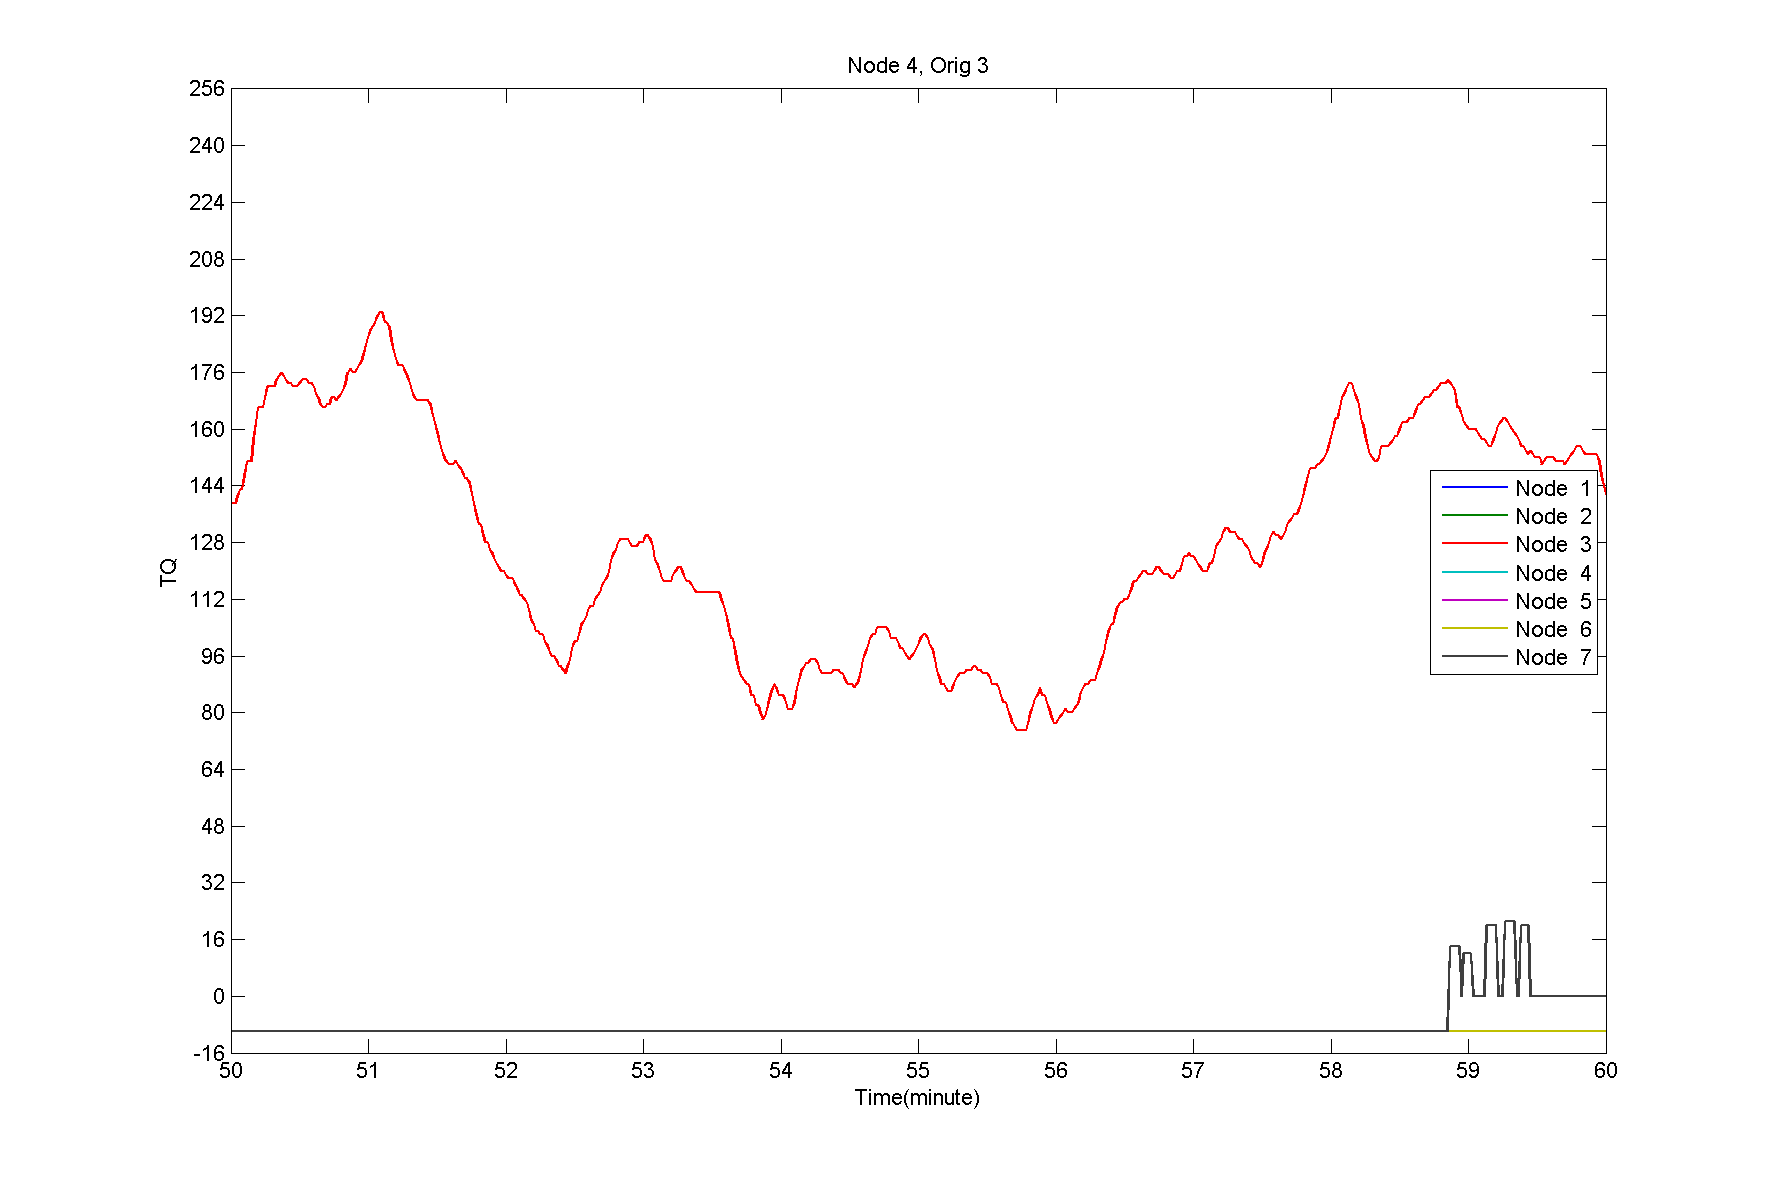 Node 4, Orig 3
256
240
224
208
192
176
160
144
128
112
96
80
64
48
32
16
0
-16
TQ
Node 1
Node 2
Node 3
Node 4
Node 5
Node 6
Node 7
50 51 52 53 54 55 56 57 58 59 60
Time(minute)